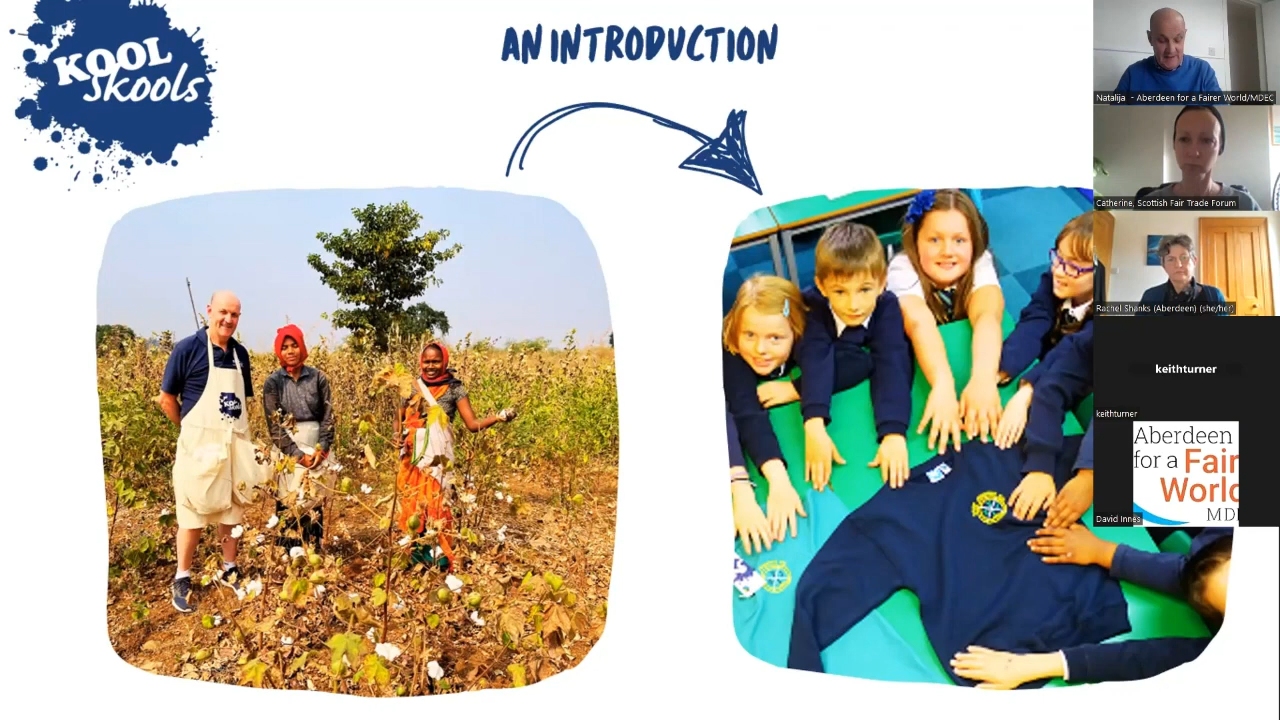 KOOL
Skools
AN INTRODUCTION
Natalija - Aberdeen for a Fairer World/MDEC
Catherine, Scottish Fair Trade Forum
Rachel Shanks (Aberdeen) (she/her)
keithturner
keithturner
Aberdeen
for a Fair
World
MD
David Innes